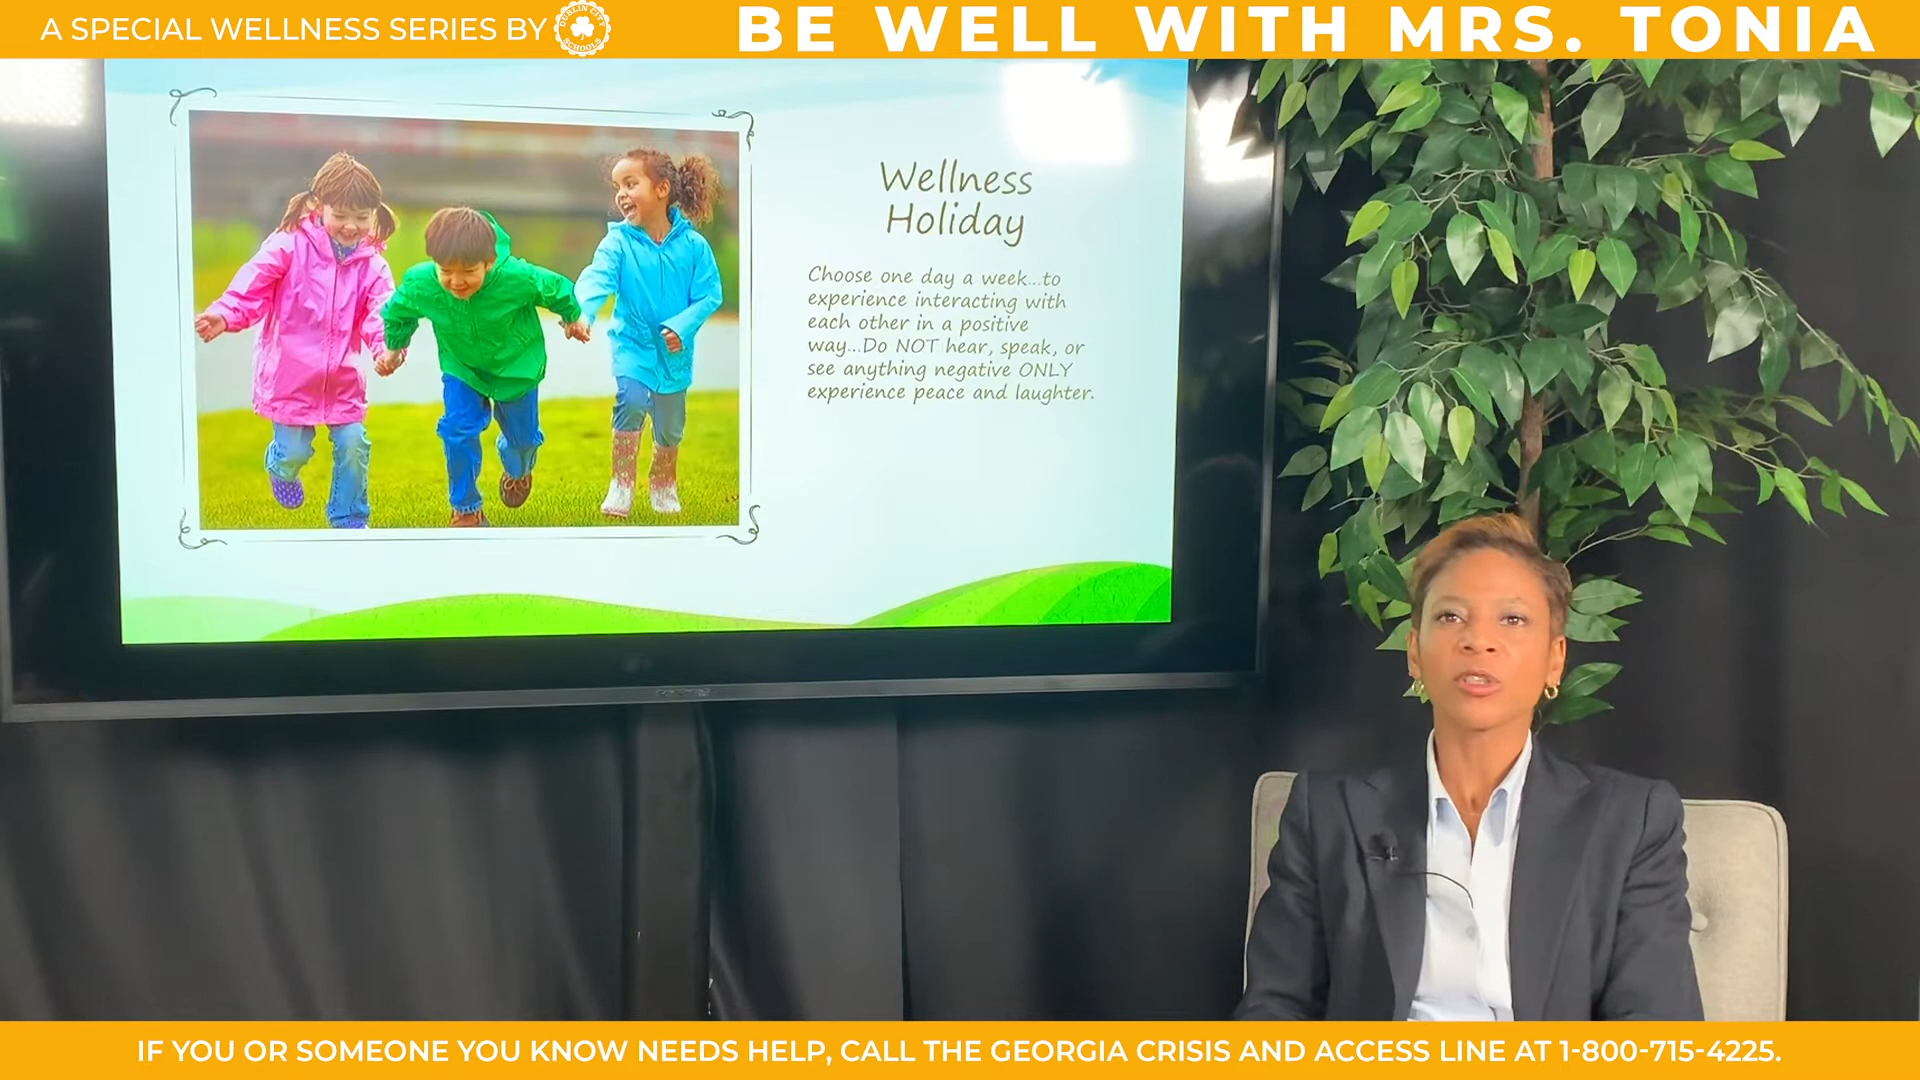 A SPECIAL WELLNESS SERIES BY
DUBLIN CITY
SCHOOLS
BE WELL WITH MRS. TONIA
Wellness
Holiday
Choose one day a week...to
experience interacting with
each other in a positive
way...Do NOT hear, speak, or
see anything negative ONLY
experience peace and laughter.
IF YOU OR SOMEONE YOU KNOW NEEDS HELP, CALL THE GEORGIA CRISIS AND ACCESS LINE AT 1-800-715-4225.